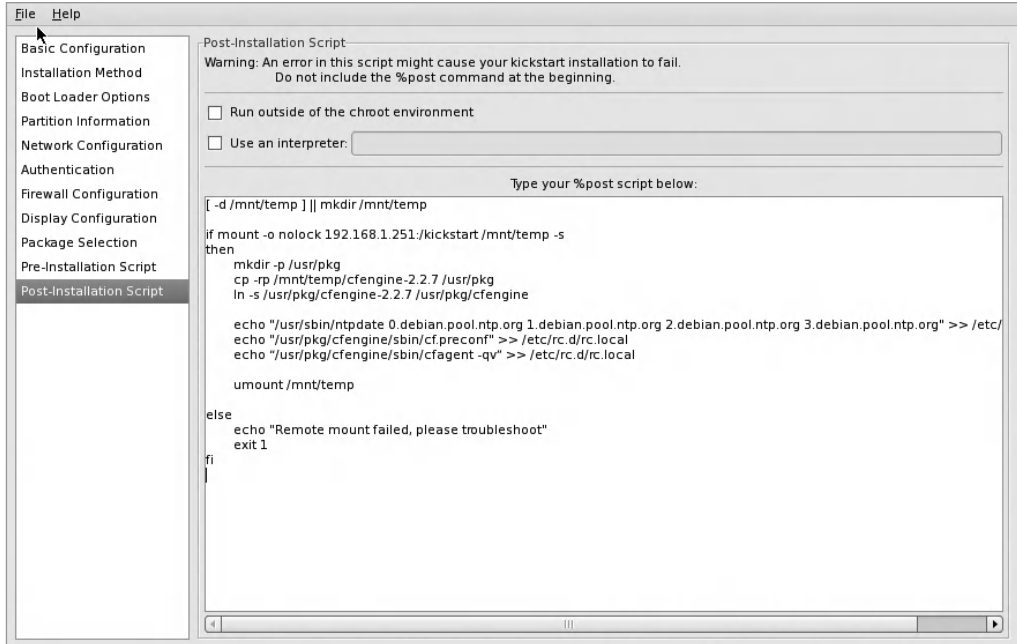 File Help
Basic Configuration
Installation Method
Boot Loader Options
Partition Information
Network Configuration
Authentication
Firewall Configuration
Display Configuration
Package Selection
Pre-Installation Script
Post-Installation Script
Post-Installation Script
Warning: An error in this script might cause your kickstart installation to fail.
Do not include the %post command at the beginning.
Run outside of the chroot environment
Use an interpreter:
Type your %post script below:
[ -d /mnt/temp ] || mkdir /mnt/temp
if mount -o nolock 192.168.1.251:/kickstart /mnt/temp -s
then
mkdir -p /usr/pkg
cp -rp /mnt/temp/cfengine-2.2.7 /usr/pkg
ln -s /usr/pkg/cfengine-2.2.7 /usr/pkg/cfengine
echo "/usr/sbin/ntpdate 0.debian.pool.ntp.org 1.debian.pool.ntp.org 2.debian.pool.ntp.org 3.debian.pool.ntp.org" >> /etc/
echo "/usr/pkg/cfengine/sbin/cf.preconf" >> /etc/rc.d/rc.local
echo "/usr/pkg/cfengine/sbin/cfagent -qv" >> /etc/rc.d/rc.local
umount /mnt/temp
else
echo "Remote mount failed, please troubleshoot"
exit 1
fi